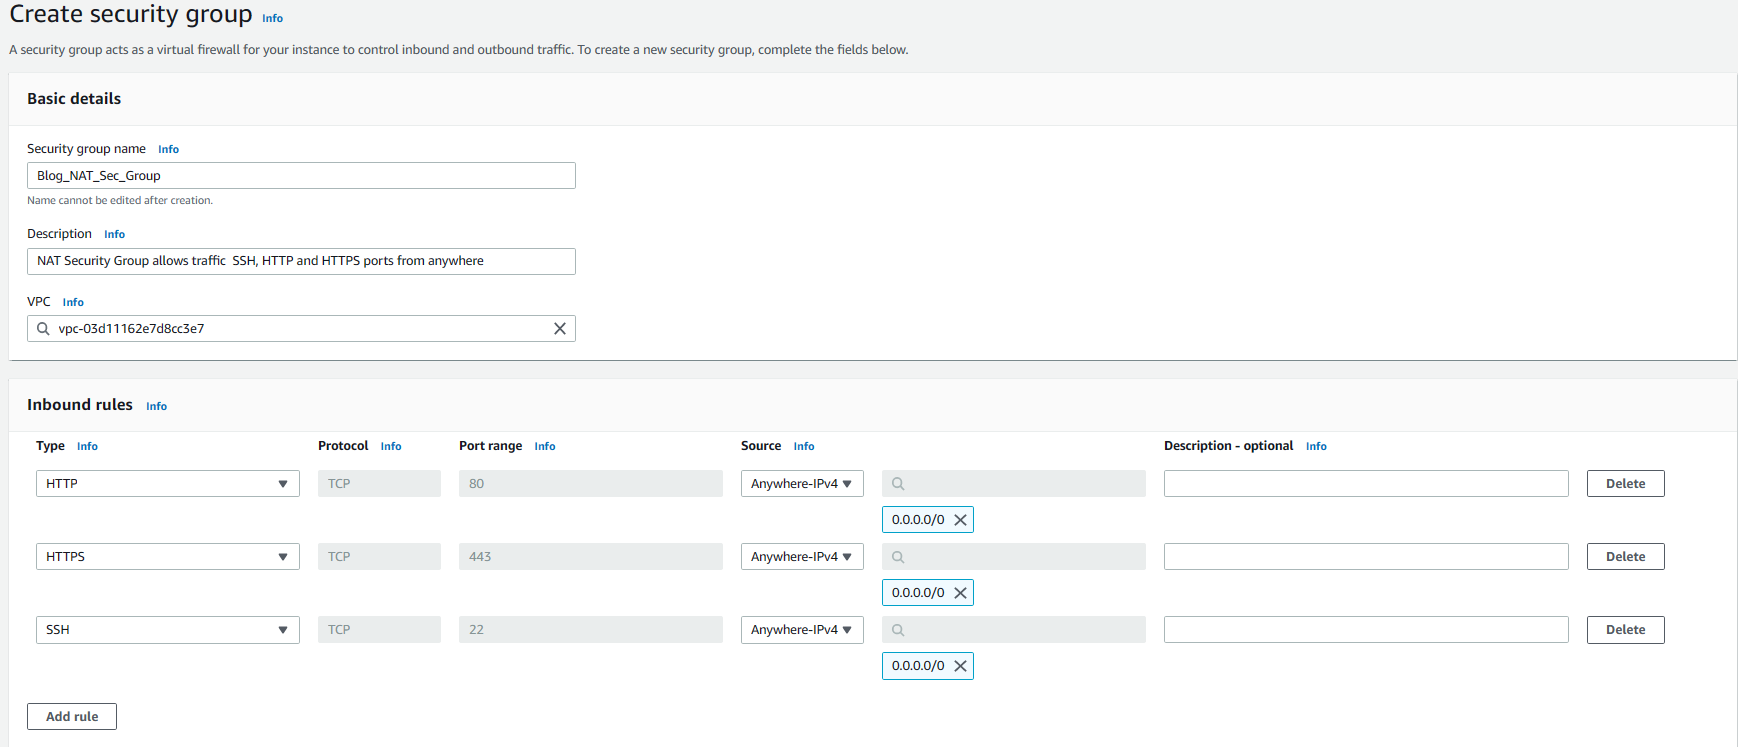 Create security group Info
A security group acts as a virtual firewall for your instance to control inbound and outbound traffic. To create a new security group, complete the fields below.
Basic details
Security group name Info
Blog_NAT_Sec_Group
Name cannot be edited after creation.
Description Info
NAT Security Group allows traffic  SSH, HTTP and HTTPS ports from anywhere
VPC Info
vpc-03d11162e7d8cc3e7
Inbound rules Info
Type Info Protocol Info Port range Info Source Info Description - optional Info
HTTP TCP 80 Anywhere-IPv4 Delete
0.0.0.0/0
HTTPS TCP 443 Anywhere-IPv4 Delete
0.0.0.0/0
SSH TCP 22 Anywhere-IPv4 Delete
0.0.0.0/0
Add rule